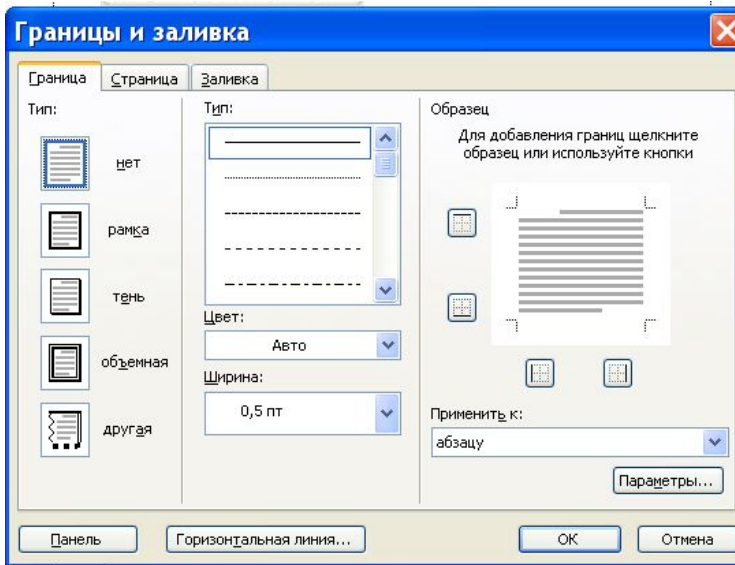 Границы и заливка
Граница Страница Заливка
Тип:
нет
рамка
тень
объемная
другая
Тип:
Цвет:
Авто
Ширина:
0,5 пт
Образец
Для добавления границ щелкните
образец или используйте кнопки
Применить к:
абзацу
Параметры...
Панель Горизонтальная линия... ОК Отмена